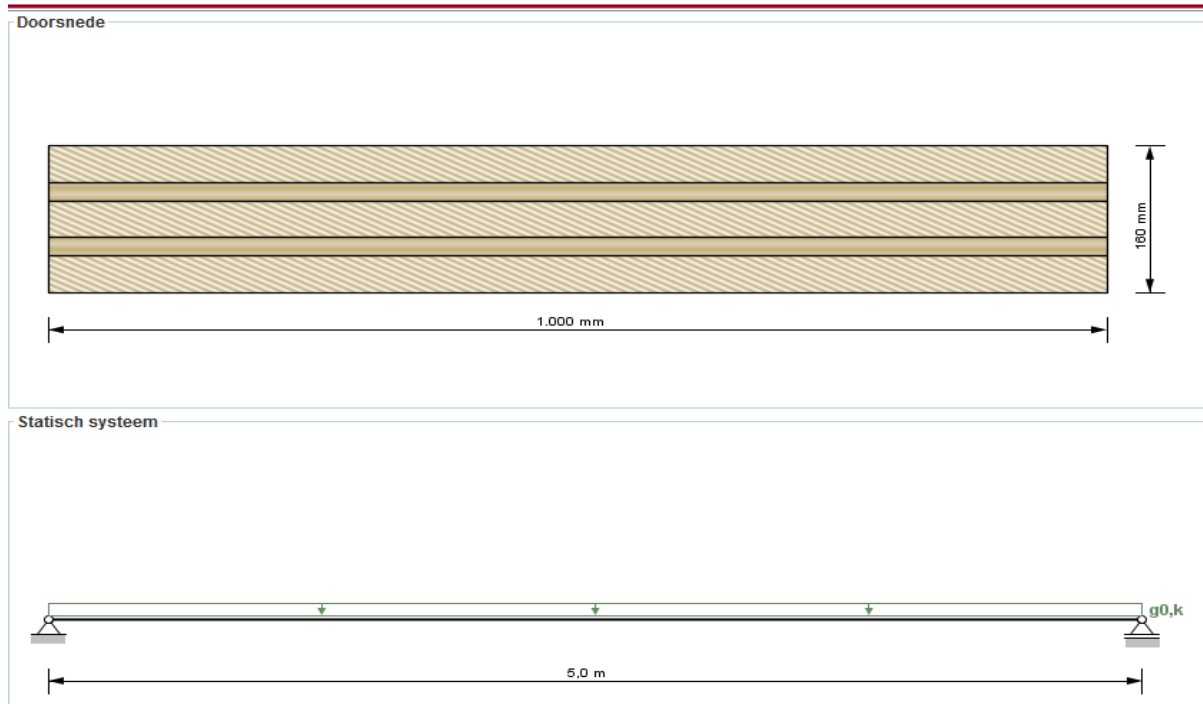 Doorsnede
160 mm
1.000 mm
Statisch systeem
g0,k
5,0 m